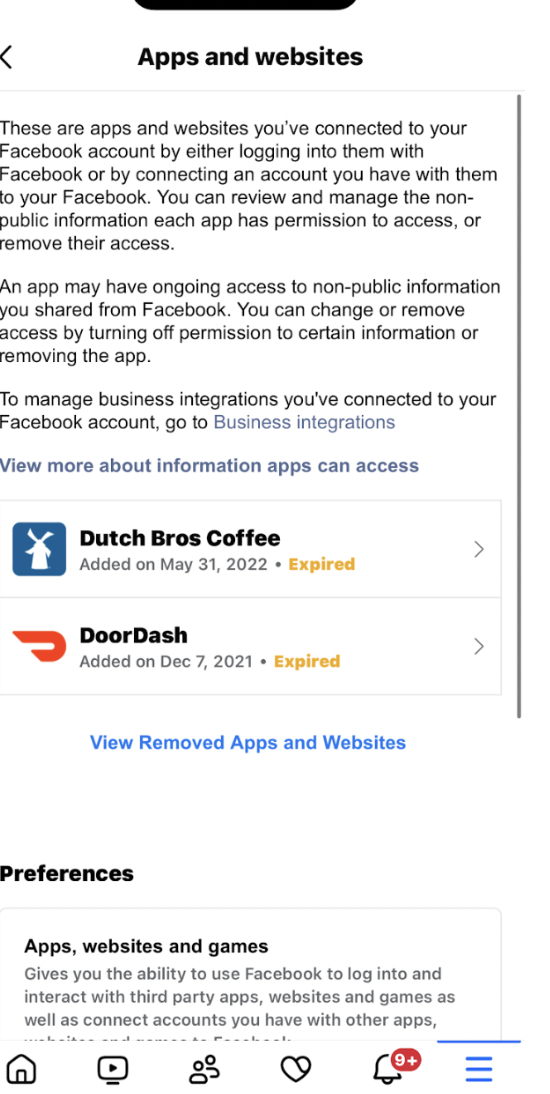 Apps and websites
These are apps and websites you've connected to your
Facebook account by either logging into them with
Facebook or by connecting an account you have with them
to your Facebook. You can review and manage the non-
public information each app has permission to access, or
remove their access.
An app may have ongoing access to non-public information
you shared from Facebook. You can change or remove
access by turning off permission to certain information or
removing the app.
To manage business integrations you've connected to your
Facebook account, go to Business integrations
View more about information apps can access
Dutch Bros Coffee
Added on May 31, 2022 • Expired
DoorDash
Added on Dec 7, 2021 • Expired
View Removed Apps and Websites
Preferences
Apps, websites and games
Gives you the ability to use Facebook to log into and
interact with third party apps, websites and games as
well as connect accounts you have with other apps,
websites and games to Facebook.
9+